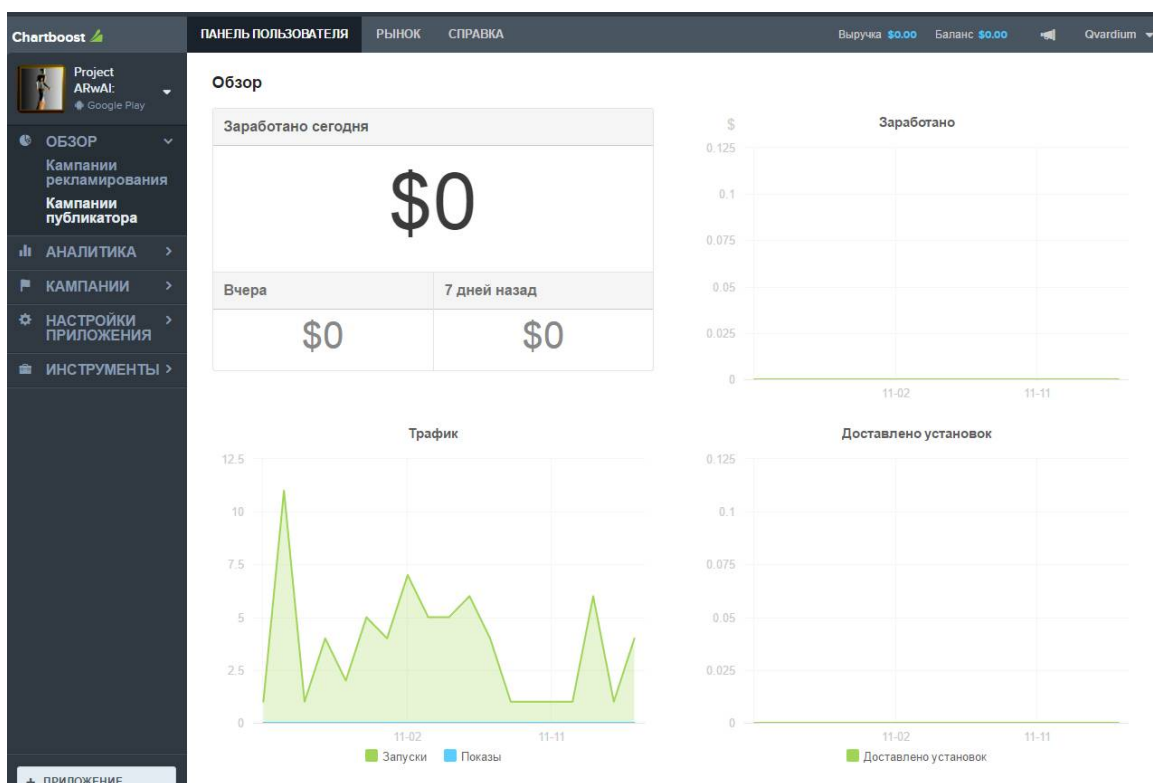 Chartboost
ПАНЕЛЬ ПОЛЬЗОВАТЕЛЯ РЫНОК СПРАВКА
Выручка $0.00 Баланс $0.00 Qvardium
Project
ARwAI:
Google Play
ОБЗОР
Кампании
рекламирования
Кампании
публикатора
АНАЛИТИКА
КАМПАНИИ
НАСТРОЙКИ
ПРИЛОЖЕНИЯ
ИНСТРУМЕНТЫ
+ ПРИЛОЖЕНИЕ
Обзор
Заработано сегодня
$0
Вчера 7 дней назад
$0 $0
Заработано
$
0.125
0.1
0.075
0.05
0.025
0
11-02 11-11
Трафик
12.5
10
7.5
5
2.5
0
11-02 11-11
Запуски Показы
Доставлено установок
0.125
0.1
0.075
0.05
0.025
0
11-02 11-11
Доставлено установок